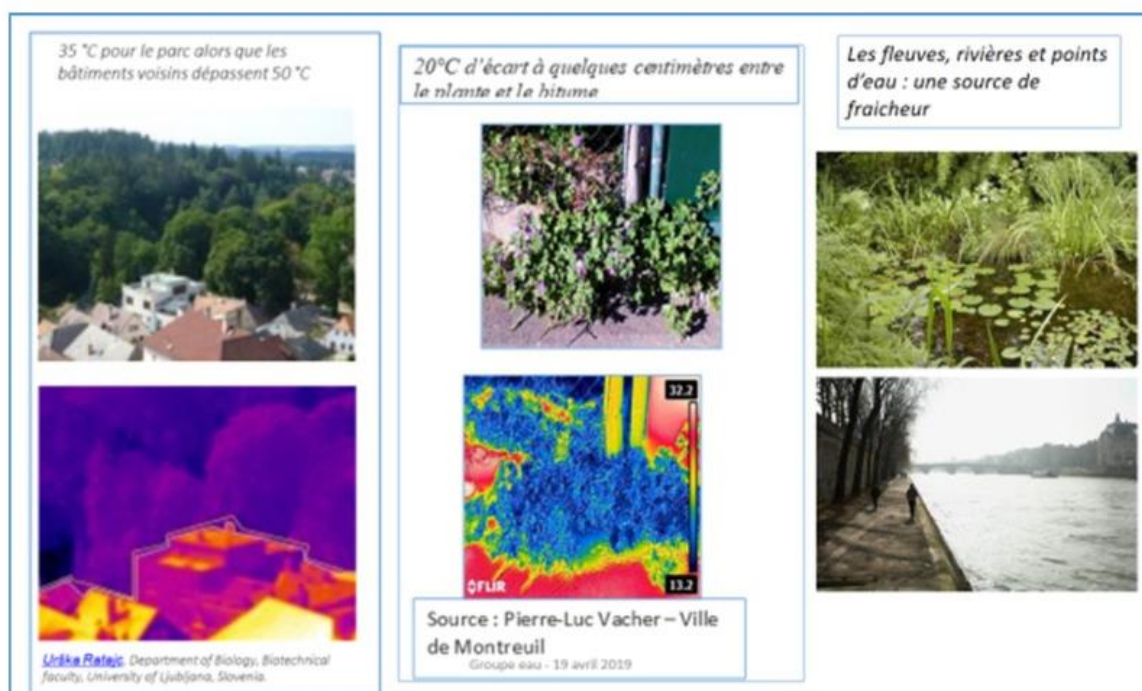 35 °C pour le parc alors que les
bâtiments voisins dépassent 50 °C
20°C d'écart à quelques centimètres entre
le plante et le bitume
32.2
13.2
FLIR
Source : Pierre-Luc Vacher – Ville
de Montreuil
Groupe eau - 19 avril 2019
Les fleuves, rivières et points
d'eau : une source de
fraicheur
Urška Ratajc, Department of Biology, Biotechnical
faculty, University of Ljubljana, Slovenia.